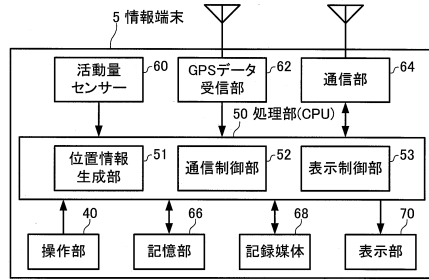 5 情報端末
活動量
センサー
60
GPSデータ
受信部
62
通信部
64
50 処理部(CPU)
位置情報
生成部
51
通信制御部
52
表示制御部
53
40
操作部
66
記憶部
68
記録媒体
70
表示部